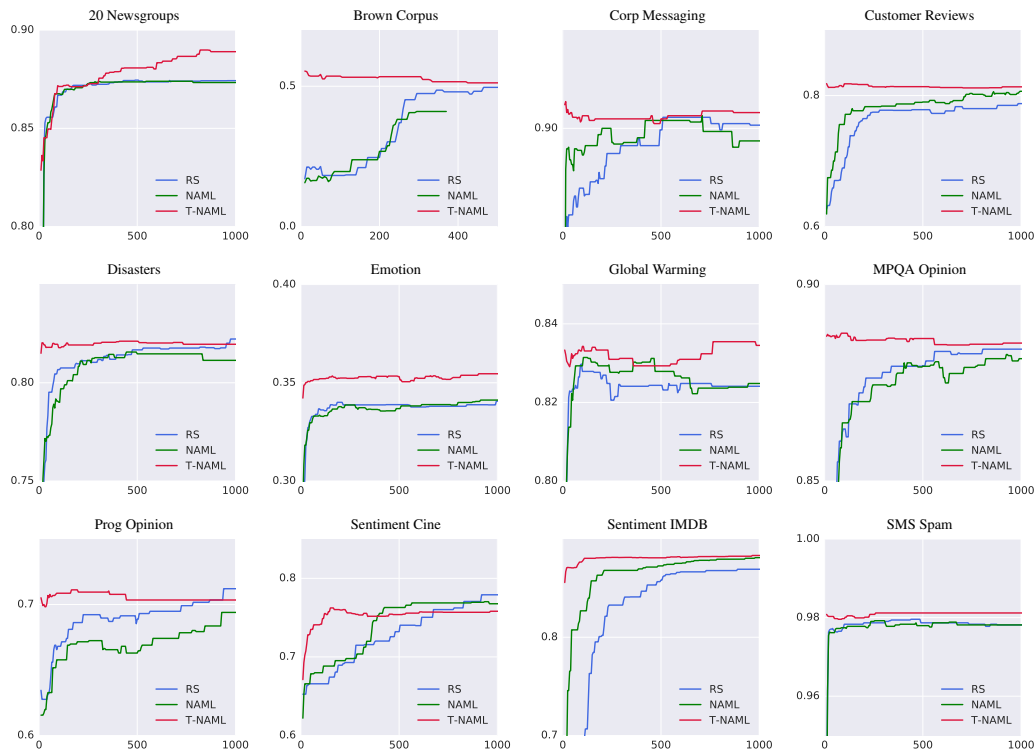 20 Newsgroups Brown Corpus Corp Messaging Customer Reviews
0.90
0.85
0.80
0 500 1000
RS
NAML
T-NAML
0.5
0.0
0 200 400
RS
NAML
T-NAML
0.90
0 500 1000
RS
NAML
T-NAML
0.8
0.6
0 500 1000
RS
NAML
T-NAML
Disasters Emotion Global Warming MPQA Opinion
0.80
0.75
0 500 1000
RS
NAML
T-NAML
0.40
0.35
0.30
0 500 1000
RS
NAML
T-NAML
0.84
0.82
0.80
0 500 1000
RS
NAML
T-NAML
0.90
0.85
0 500 1000
RS
NAML
T-NAML
Prog Opinion Sentiment Cine Sentiment IMDB SMS Spam
0.7
0.6
0 500 1000
RS
NAML
T-NAML
0.8
0.7
0.6
0 500 1000
RS
NAML
T-NAML
0.8
0.7
0 500 1000
RS
NAML
T-NAML
1.00
0.98
0.96
0 500 1000
RS
NAML
T-NAML